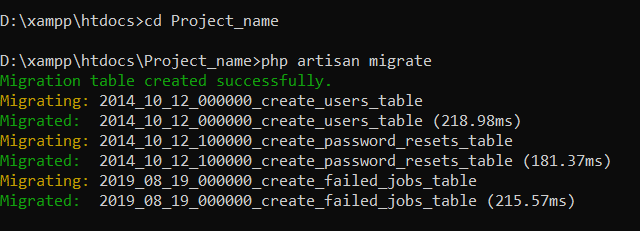 D:\xampp\htdocs>cd Project_name
D:\xampp\htdocs\Project_name>php artisan migrate
Migration table created successfully.
Migrating: 2014_10_12_000000_create_users_table
Migrated:  2014_10_12_000000_create_users_table (218.98ms)
Migrating: 2014_10_12_100000_create_password_resets_table
Migrated:  2014_10_12_100000_create_password_resets_table (181.37ms)
Migrating: 2019_08_19_000000_create_failed_jobs_table
Migrated:  2019_08_19_000000_create_failed_jobs_table (215.57ms)